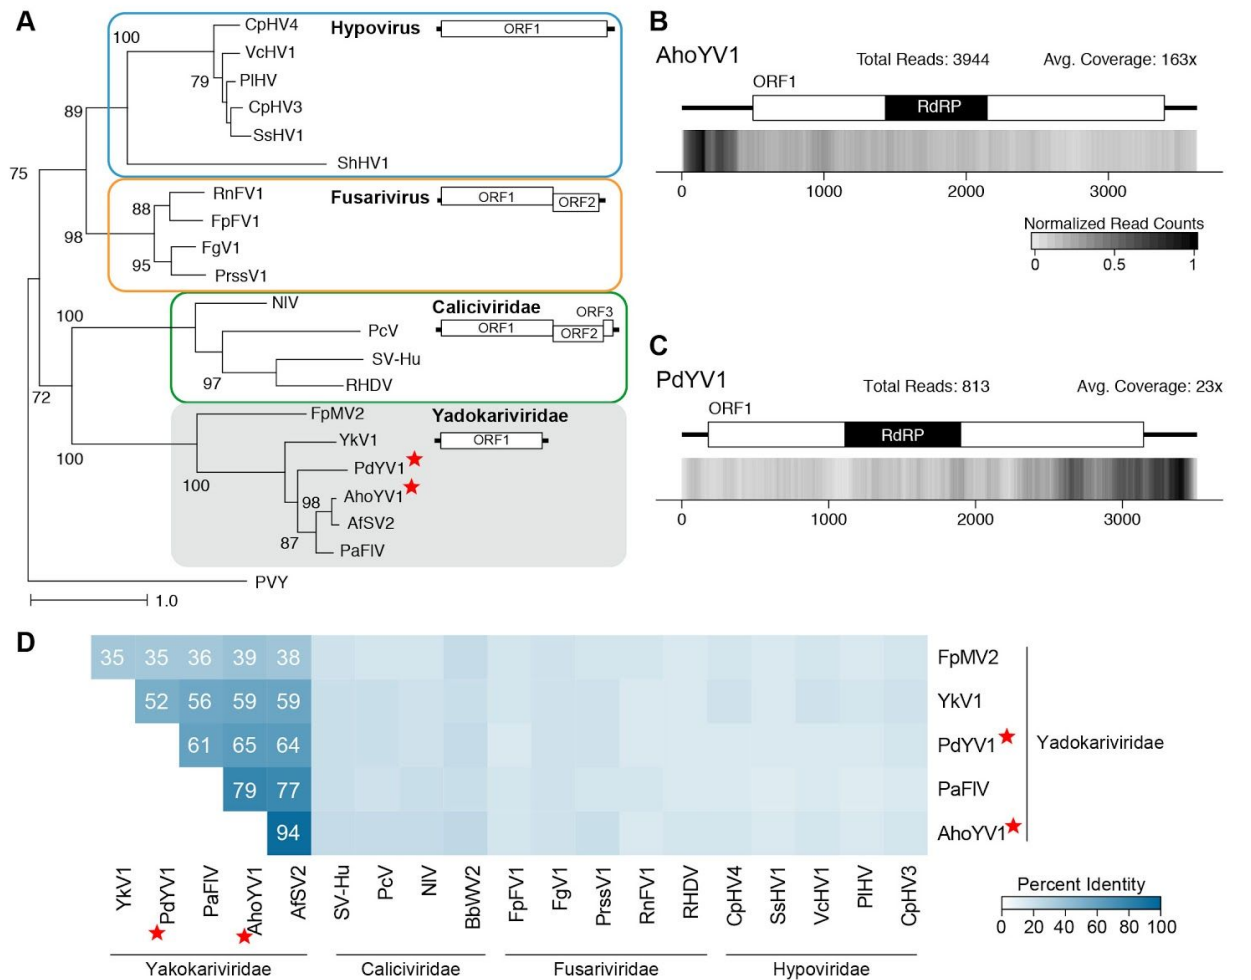 A
CpHV4
Hypovirus
ORF1
100
VcHV1
79
PlHV
CpHV3
89
SsHV1
ShHV1
75
RnFV1
Fusarivirus
ORF1
ORF2
88
FpFV1
98
FgV1
95
PrssV1
NlV
Caliciviridae
ORF3
100
ORF1
ORF2
PcV
SV-Hu
97
RHDV
72
FpMV2
Yadokariviridae
YkV1
ORF1
100
PdYV1
100
98
AhoYV1
AfSV2
87
PaFlV
PVY
1.0
B
AhoYV1
Total Reads: 3944
Avg. Coverage: 163x
ORF1
RdRP
0
1000
2000
3000
Normalized Read Counts
0
0.5
1
C
PdYV1
Total Reads: 813
Avg. Coverage: 23x
ORF1
RdRP
0
1000
2000
3000
D
35 35 36 39 38 FpMV2
52 56 59 59 YkV1
61 65 64 PdYV1
Yadokariviridae
79 77 PaFlV
94 AhoYV1
YkV1
PdYV1
PaFlV
AhoYV1
AfSV2
SV-Hu
PcV
NlV
BbWV2
FpFV1
FgV1
PrssV1
RnFV1
RHDV
CpHV4
SsHV1
VcHV1
PlHV
CpHV3
Yakokariviridae
Caliciviridae
Fusariviridae
Hypoviridae
Percent Identity
0 20 40 60 80 100